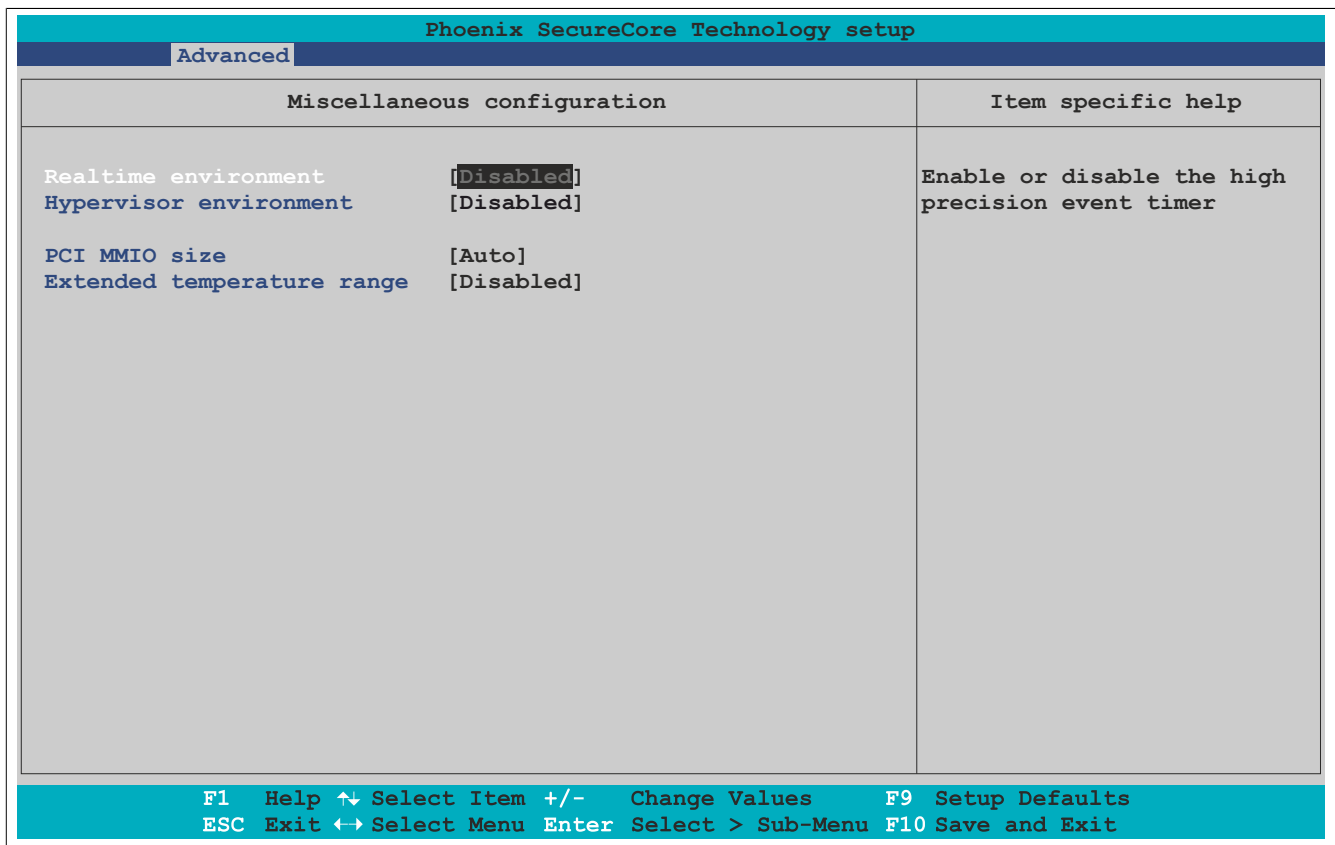 Phoenix SecureCore Technology setup
Advanced
Miscellaneous configuration
Item specific help
Realtime environment [Disabled]
Hypervisor environment [Disabled]
PCI MMIO size [Auto]
Extended temperature range [Disabled]
Enable or disable the high
precision event timer
F1 Help ↑↓ Select Item +/- Change Values F9 Setup Defaults
ESC Exit ←→ Select Menu Enter Select > Sub-Menu F10 Save and Exit